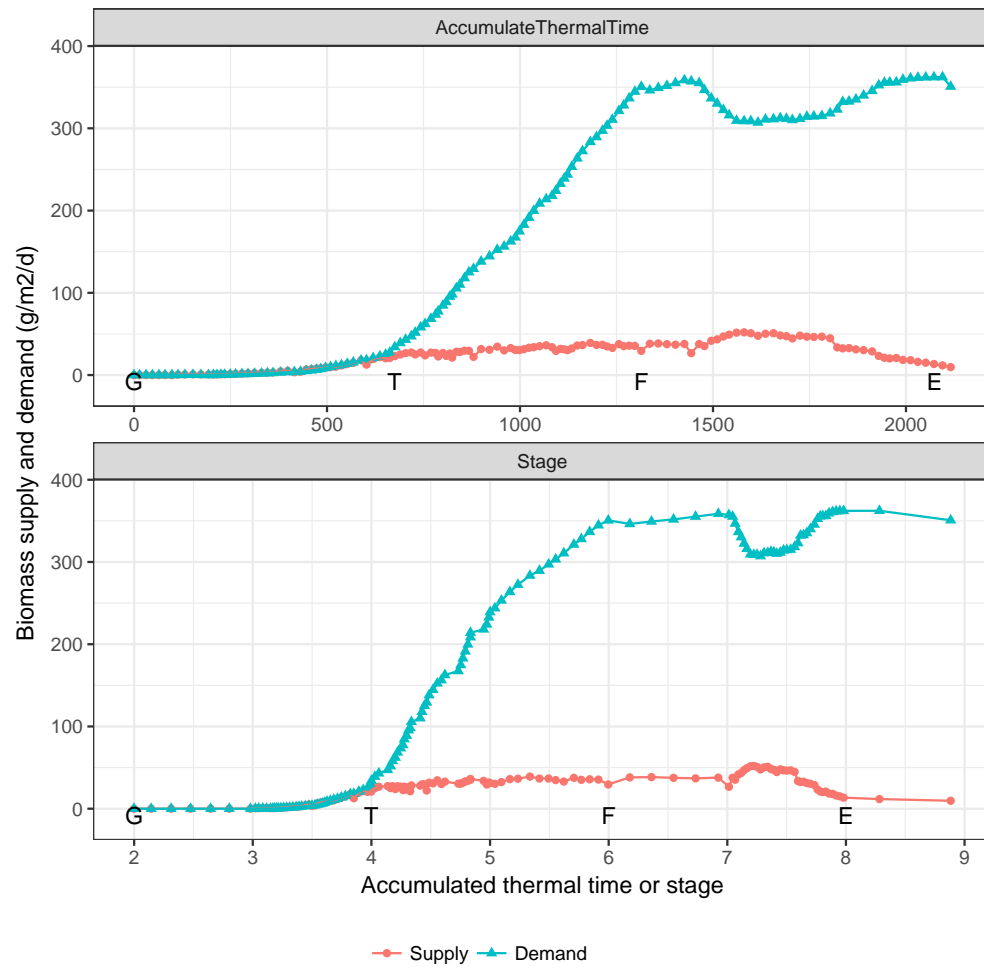 AccumulateThermalTime
400
300
200
100
0
G T F E
0 500 1000 1500 2000
Stage
400
300
200
100
0
G T F E
2 3 4 5 6 7 8 9
Biomass supply and demand (g/m2/d)
Accumulated thermal time or stage
Supply Demand